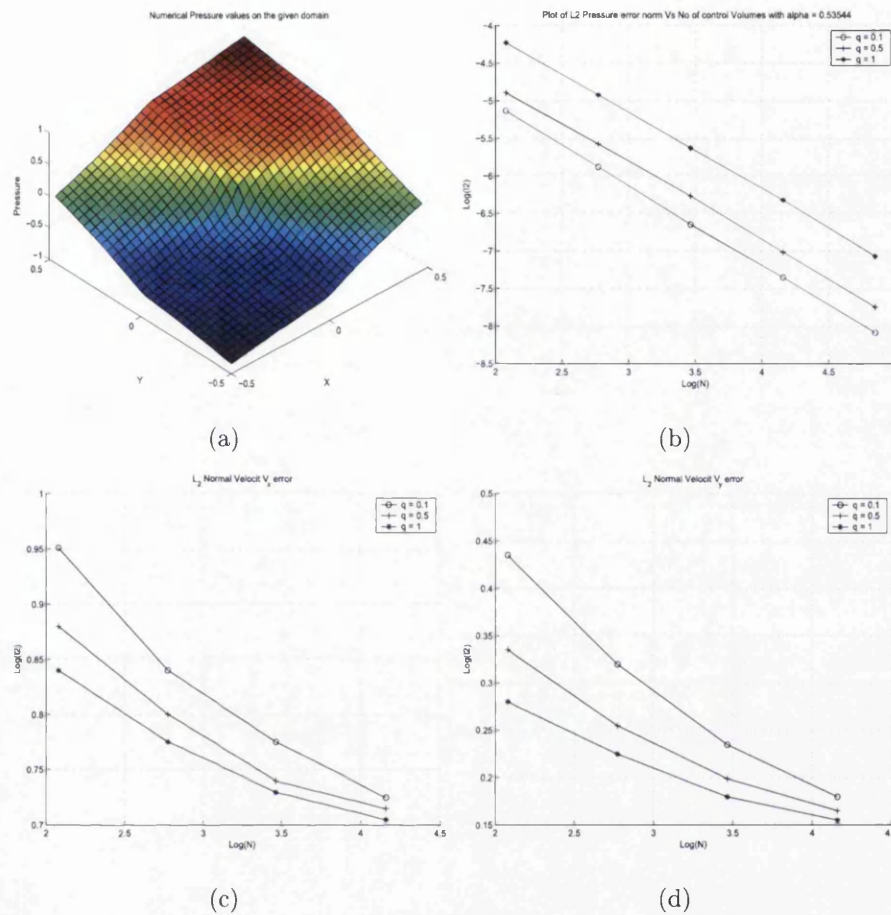 Numerical Pressure values on the given domain
Pressure
1
0.5
0
-0.5
-1
0.5
0
-0.5
Y
-0.5
0
0.5
X
(a)
Plot of L2 Pressure error norm Vs No of control Volumes with alpha = 0.53544
q = 0.1
q = 0.5
q = 1
Log(l2)
-4
-4.5
-5
-5.5
-6
-6.5
-7
-7.5
-8
-8.5
2
2.5
3
3.5
4
4.5
Log(N)
(b)
L2 Normal Velocit Vx error
q = 0.1
q = 0.5
q = 1
Log(l2)
1
0.95
0.9
0.85
0.8
0.75
0.7
2
2.5
3
3.5
4
4.5
Log(N)
(c)
L2 Normal Velocit Vy error
q = 0.1
q = 0.5
q = 1
Log(l2)
0.5
0.45
0.4
0.35
0.3
0.25
0.2
0.15
2
2.5
3
3.5
4
4.5
Log(N)
(d)